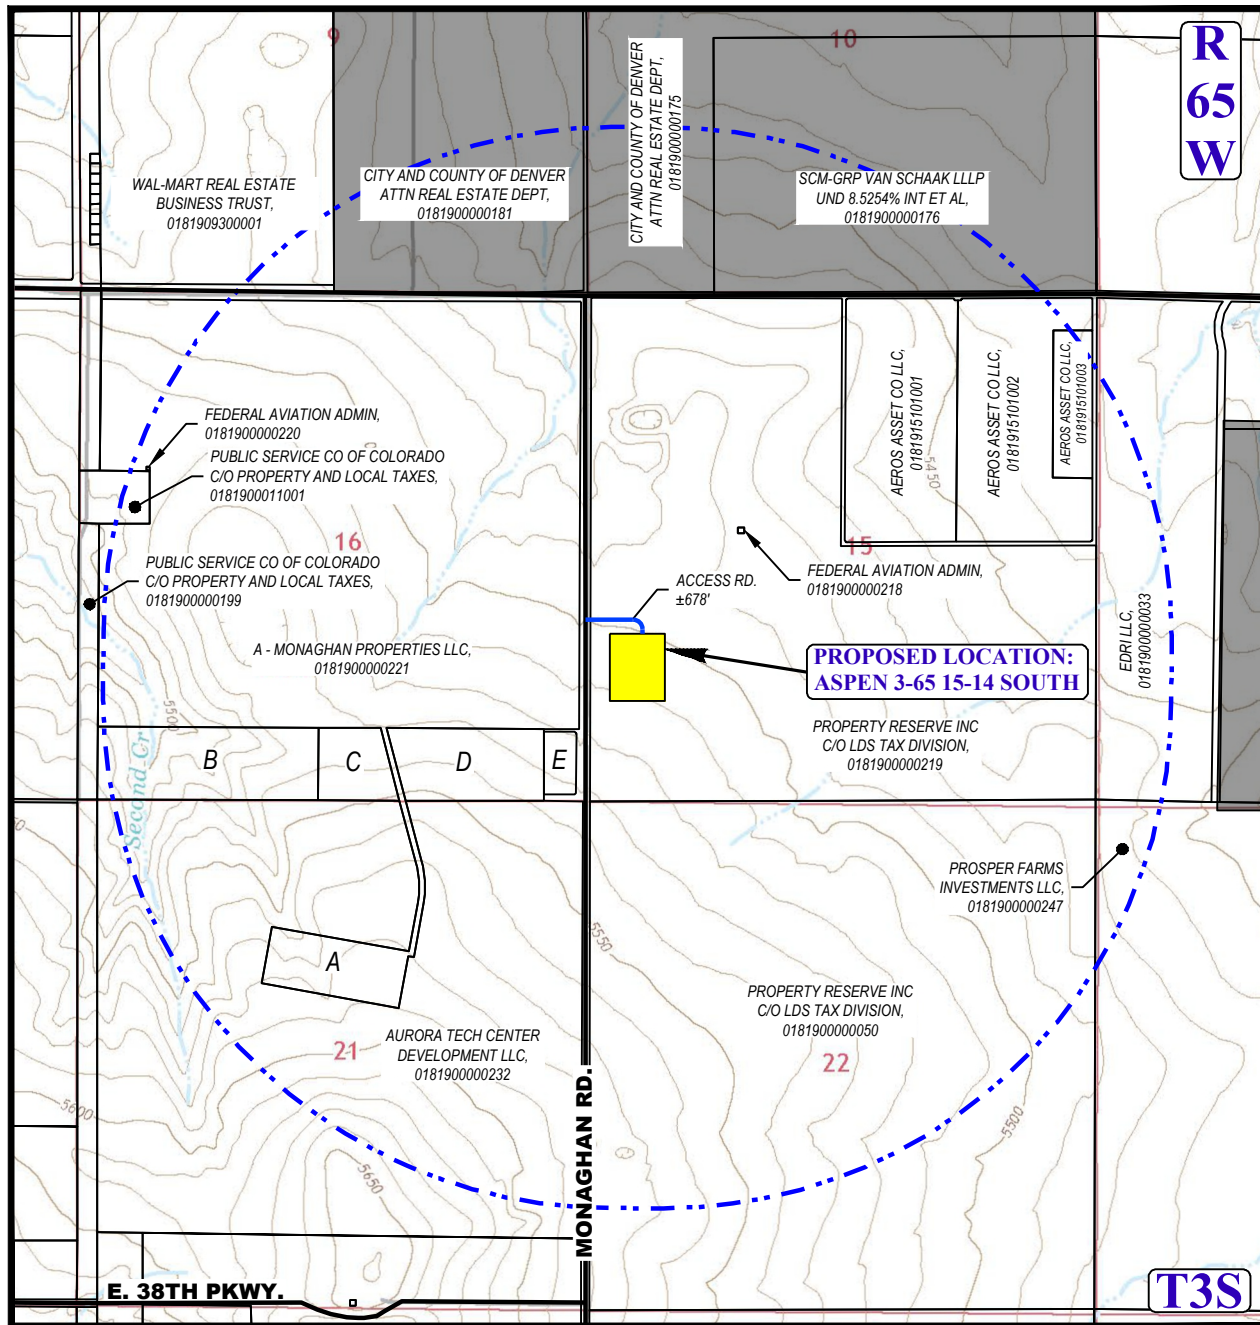 9
10
R
65
W
WAL-MART REAL ESTATE
BUSINESS TRUST,
0181909300001
CITY AND COUNTY OF DENVER
ATTN REAL ESTATE DEPT,
0181900000181
CITY AND COUNTY OF DENVER
ATTN REAL ESTATE DEPT,
0181900000175
SCM-GRP VAN SCHAAK LLLP
UND 8.5254% INT ET AL,
0181900000176
FEDERAL AVIATION ADMIN,
0181900000220
PUBLIC SERVICE CO OF COLORADO
C/O PROPERTY AND LOCAL TAXES,
0181900011001
AEROS ASSET CO LLC,
0181915101001
AEROS ASSET CO LLC,
0181915101002
AEROS ASSET CO LLC,
0181915101003
5450
16
15
PUBLIC SERVICE CO OF COLORADO
C/O PROPERTY AND LOCAL TAXES,
0181900000199
ACCESS RD.
±678'
FEDERAL AVIATION ADMIN,
0181900000218
A - MONAGHAN PROPERTIES LLC,
0181900000221
EDRI LLC,
0181900000033
PROPOSED LOCATION:
ASPEN 3-65 15-14 SOUTH
5500
PROPERTY RESERVE INC
C/O LDS TAX DIVISION,
0181900000219
B
C
D
E
Second Cr
PROSPER FARMS
INVESTMENTS LLC,
0181900000247
5550
A
PROPERTY RESERVE INC
C/O LDS TAX DIVISION,
0181900000050
AURORA TECH CENTER
DEVELOPMENT LLC,
0181900000232
21
22
5600
5500
5650
MONAGHAN RD.
E. 38TH PKWY.
T3S